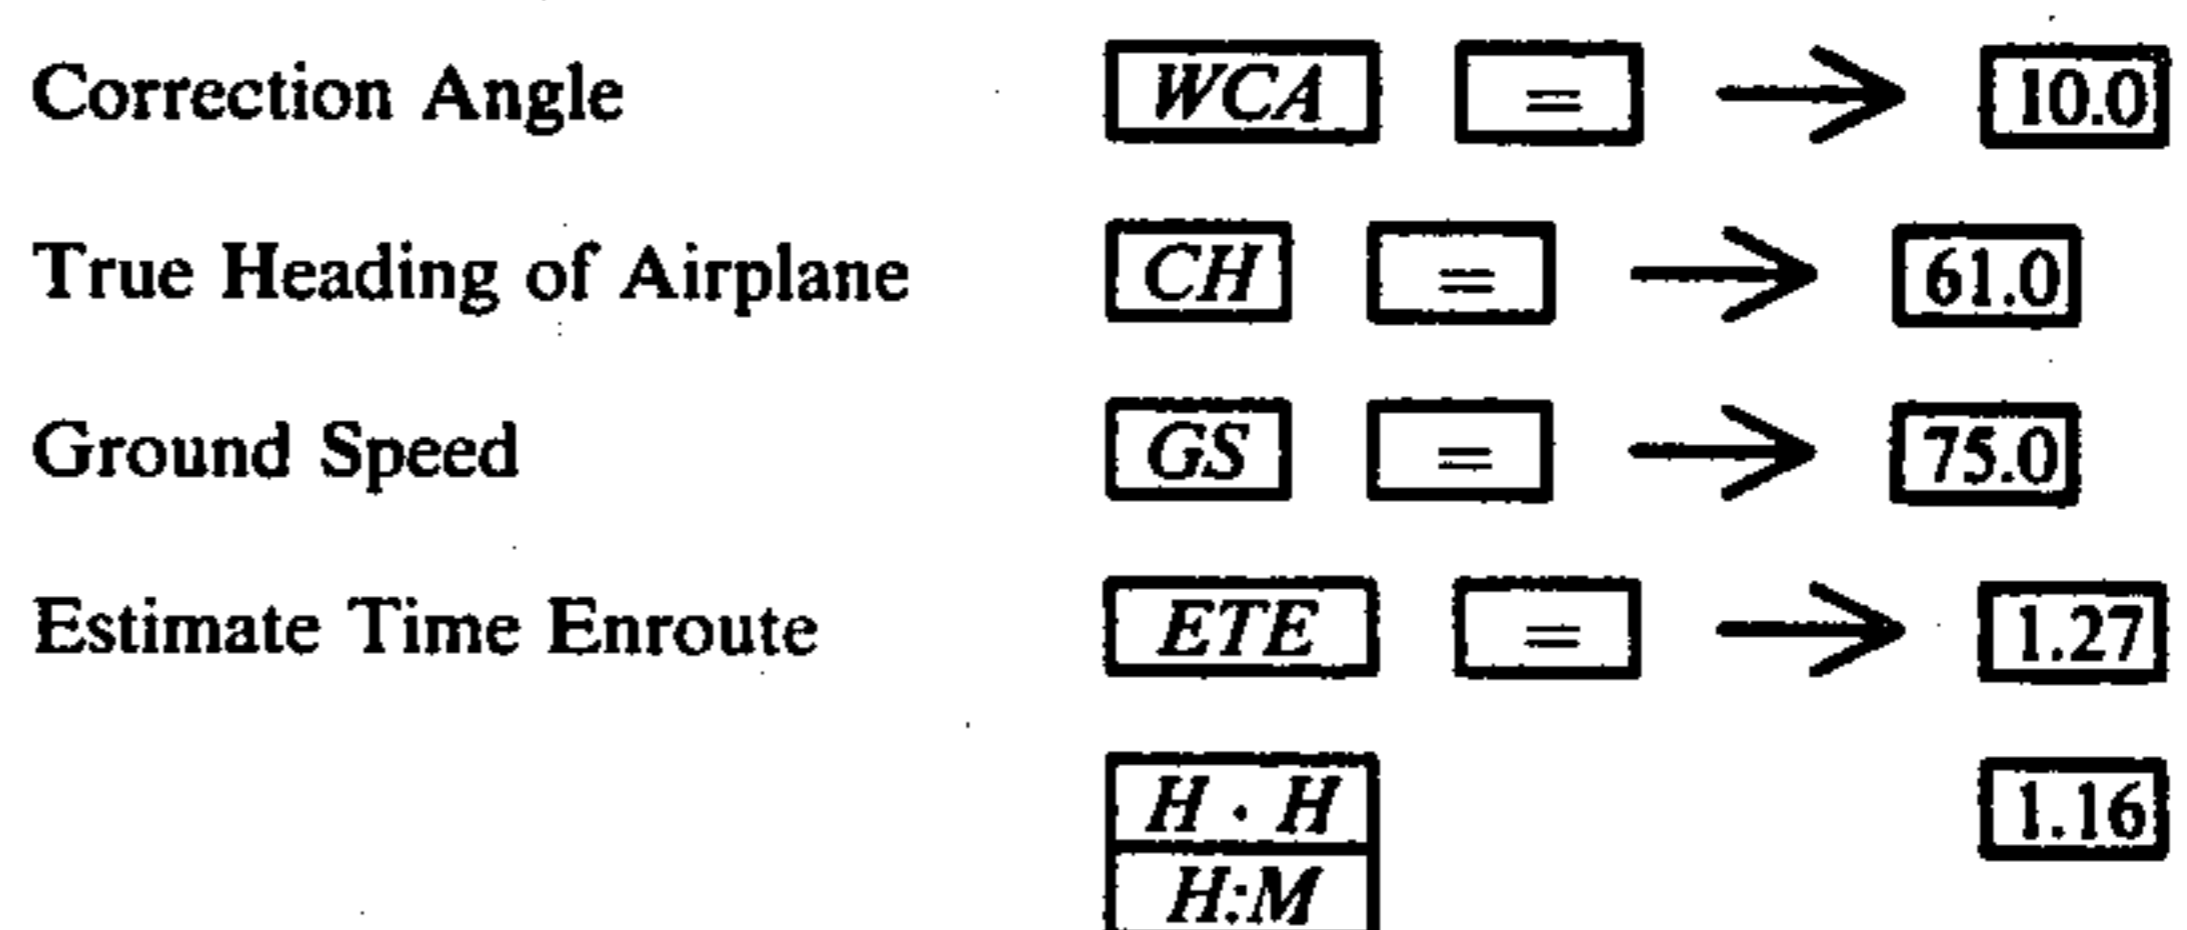 Correction Angle WCA = → 10.0
True Heading of Airplane CH = → 61.0
Ground Speed GS = → 75.0
Estimate Time Enroute ETE = → 1.27
H . H 1.16
H:M